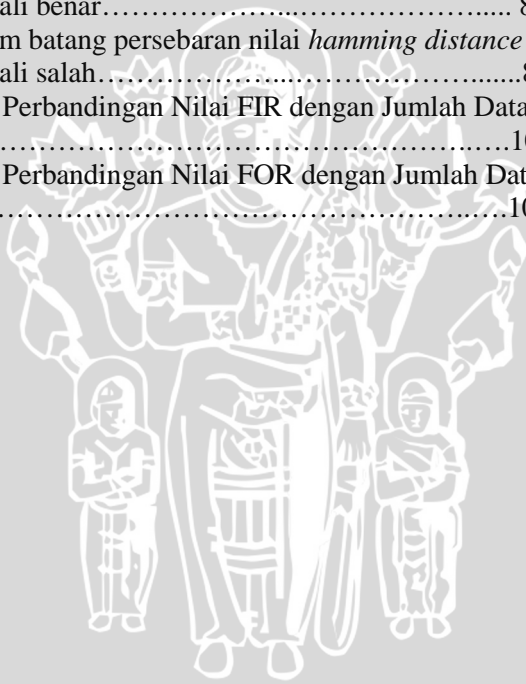 ali benar………………...………………..... 8
m batang persebaran nilai hamming distance
ali salah………………...……………….......8
Perbandingan Nilai FIR dengan Jumlah Data
……………………………………………….….10
Perbandingan Nilai FOR dengan Jumlah Dat
…………………………………………...….10